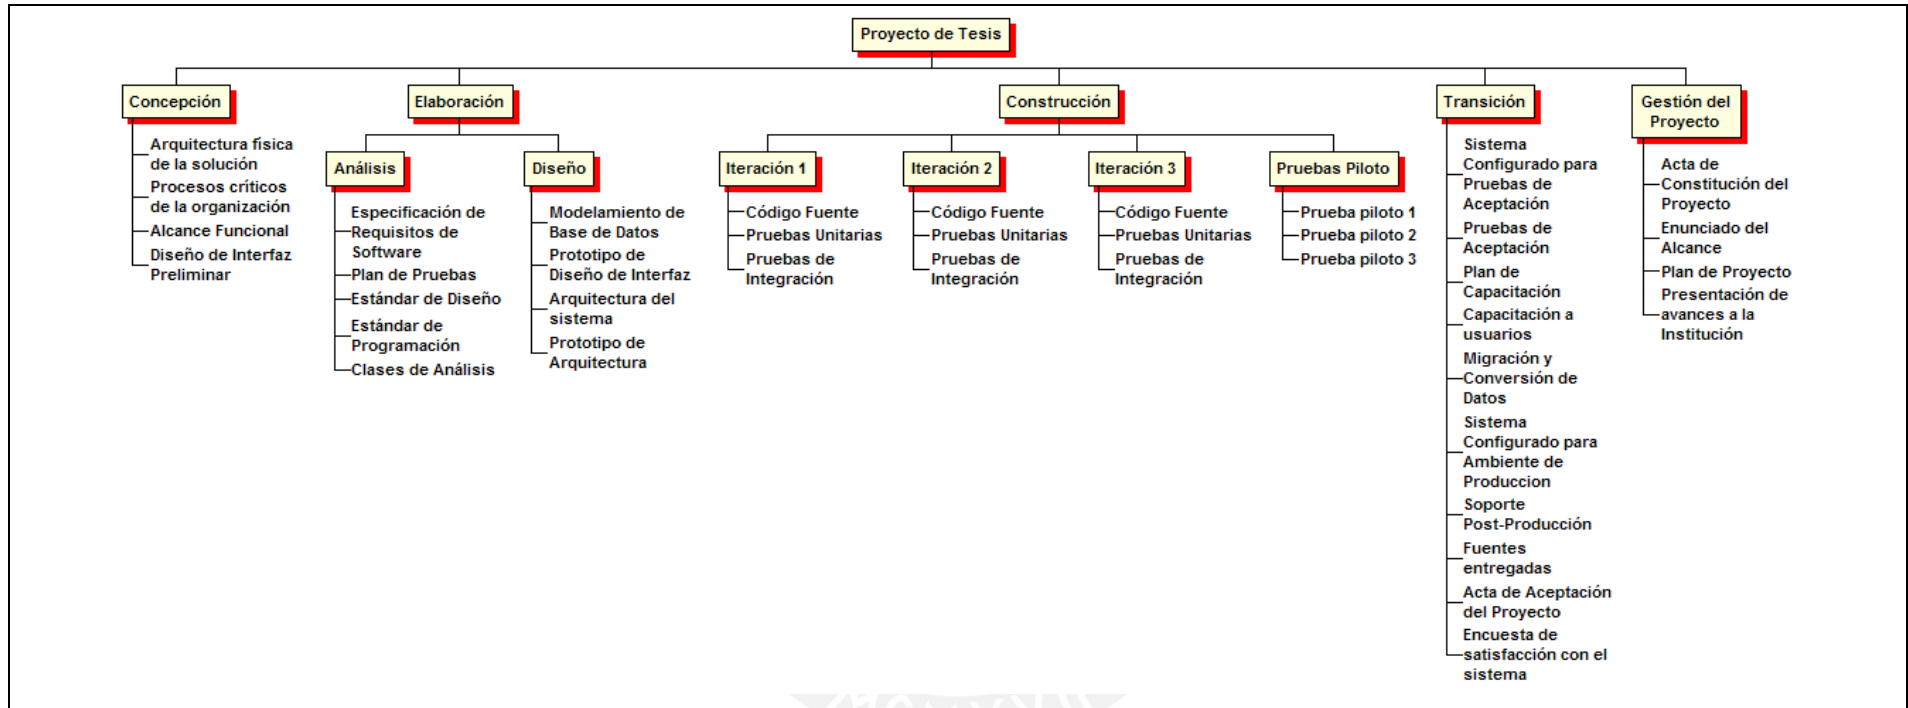 Proyecto de Tesis
Concepción
Arquitectura física
de la solución
Procesos críticos
de la organización
Alcance Funcional
Diseño de Interfaz
Preliminar
Elaboración
Análisis
Especificación de
Requisitos de
Software
Plan de Pruebas
Estándar de Diseño
Estándar de
Programación
Clases de Análisis
Diseño
Modelamiento de
Base de Datos
Prototipo de
Diseño de Interfaz
Arquitectura del
sistema
Prototipo de
Arquitectura
Construcción
Iteración 1
Código Fuente
Pruebas Unitarias
Pruebas de
Integración
Iteración 2
Código Fuente
Pruebas Unitarias
Pruebas de
Integración
Iteración 3
Código Fuente
Pruebas Unitarias
Pruebas de
Integración
Pruebas Piloto
Prueba piloto 1
Prueba piloto 2
Prueba piloto 3
Transición
Sistema
Configurado para
Pruebas de
Aceptación
Pruebas de
Aceptación
Plan de
Capacitación
Capacitación a
usuarios
Migración y
Conversión de
Datos
Sistema
Configurado para
Ambiente de
Produccion
Soporte
Post-Producción
Fuentes
entregadas
Acta de Aceptación
del Proyecto
Encuesta de
satisfacción con el
sistema
Gestión del
Proyecto
Acta de
Constitución del
Proyecto
Enunciado del
Alcance
Plan de Proyecto
Presentación de
avances a la
Institución